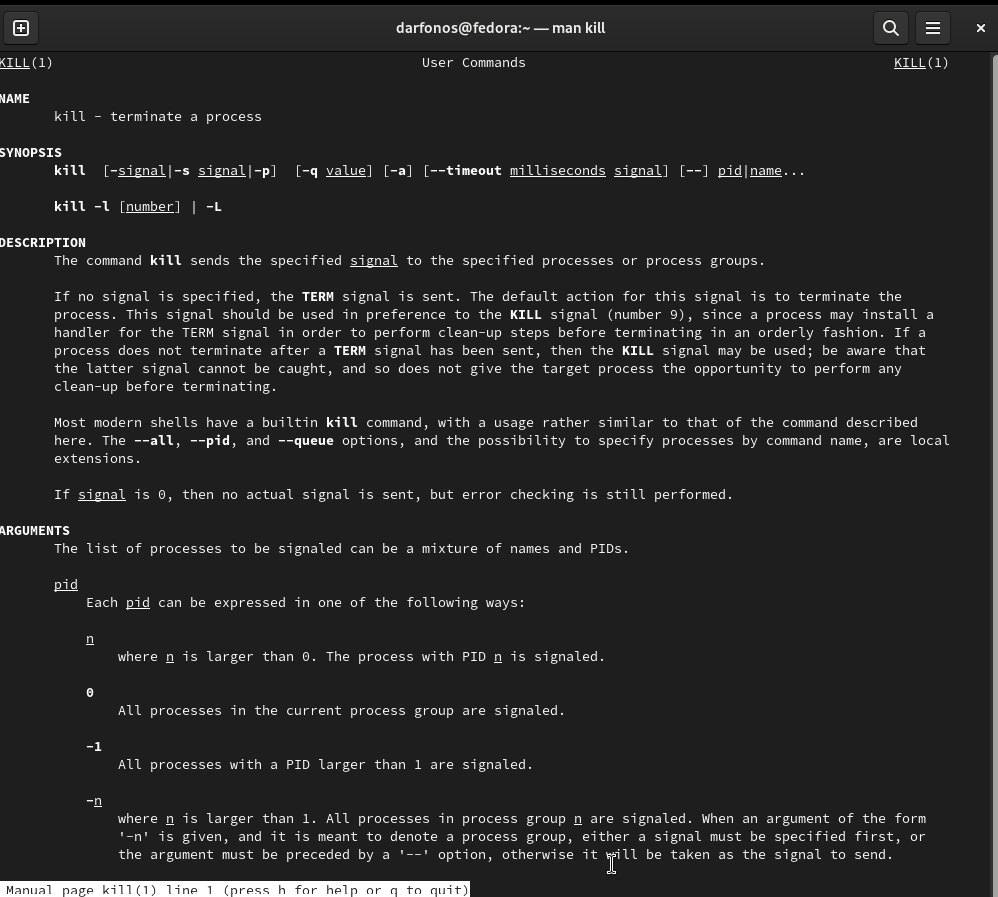 darfonos@fedora:~ — man kill
KILL(1) User Commands KILL(1)
NAME
kill - terminate a process
SYNOPSIS
kill [-signal|-s signal|-p] [-q value] [-a] [--timeout milliseconds signal] [--] pid|name...
kill -l [number] | -L
DESCRIPTION
The command kill sends the specified signal to the specified processes or process groups.
If no signal is specified, the TERM signal is sent. The default action for this signal is to terminate the
process. This signal should be used in preference to the KILL signal (number 9), since a process may install a
handler for the TERM signal in order to perform clean-up steps before terminating in an orderly fashion. If a
process does not terminate after a TERM signal has been sent, then the KILL signal may be used; be aware that
the latter signal cannot be caught, and so does not give the target process the opportunity to perform any
clean-up before terminating.
Most modern shells have a builtin kill command, with a usage rather similar to that of the command described
here. The --all, --pid, and --queue options, and the possibility to specify processes by command name, are local
extensions.
If signal is 0, then no actual signal is sent, but error checking is still performed.
ARGUMENTS
The list of processes to be signaled can be a mixture of names and PIDs.
pid
Each pid can be expressed in one of the following ways:
n
where n is larger than 0. The process with PID n is signaled.
0
All processes in the current process group are signaled.
-1
All processes with a PID larger than 1 are signaled.
-n
where n is larger than 1. All processes in process group n are signaled. When an argument of the form
'-n' is given, and it is meant to denote a process group, either a signal must be specified first, or
the argument must be preceded by a '--' option, otherwise it will be taken as the signal to send.
Manual page kill(1) line 1 (press h for help or q to quit)